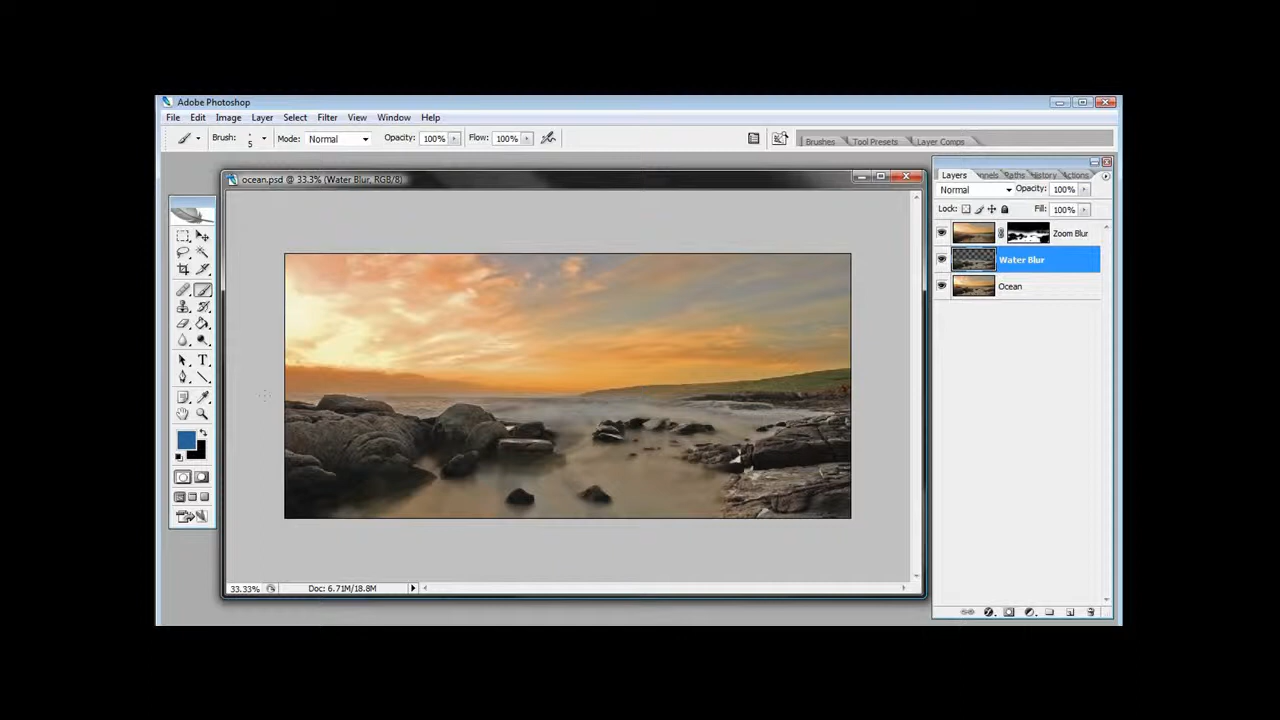 Adobe Photoshop
File Edit Image Layer Select Filter View Window Help
Brush: 5 Mode: Normal Opacity: 100% Flow: 100% Brushes Tool Presets Layer Comps
ocean.psd @ 33.3% (Water Blur, RGB/8)
Layers nnels Paths History Actions
Normal Opacity: 100%
Lock: Fill: 100%
Zoom Blur
Water Blur
Ocean
T
33.33% Doc: 6.71M/18.8M